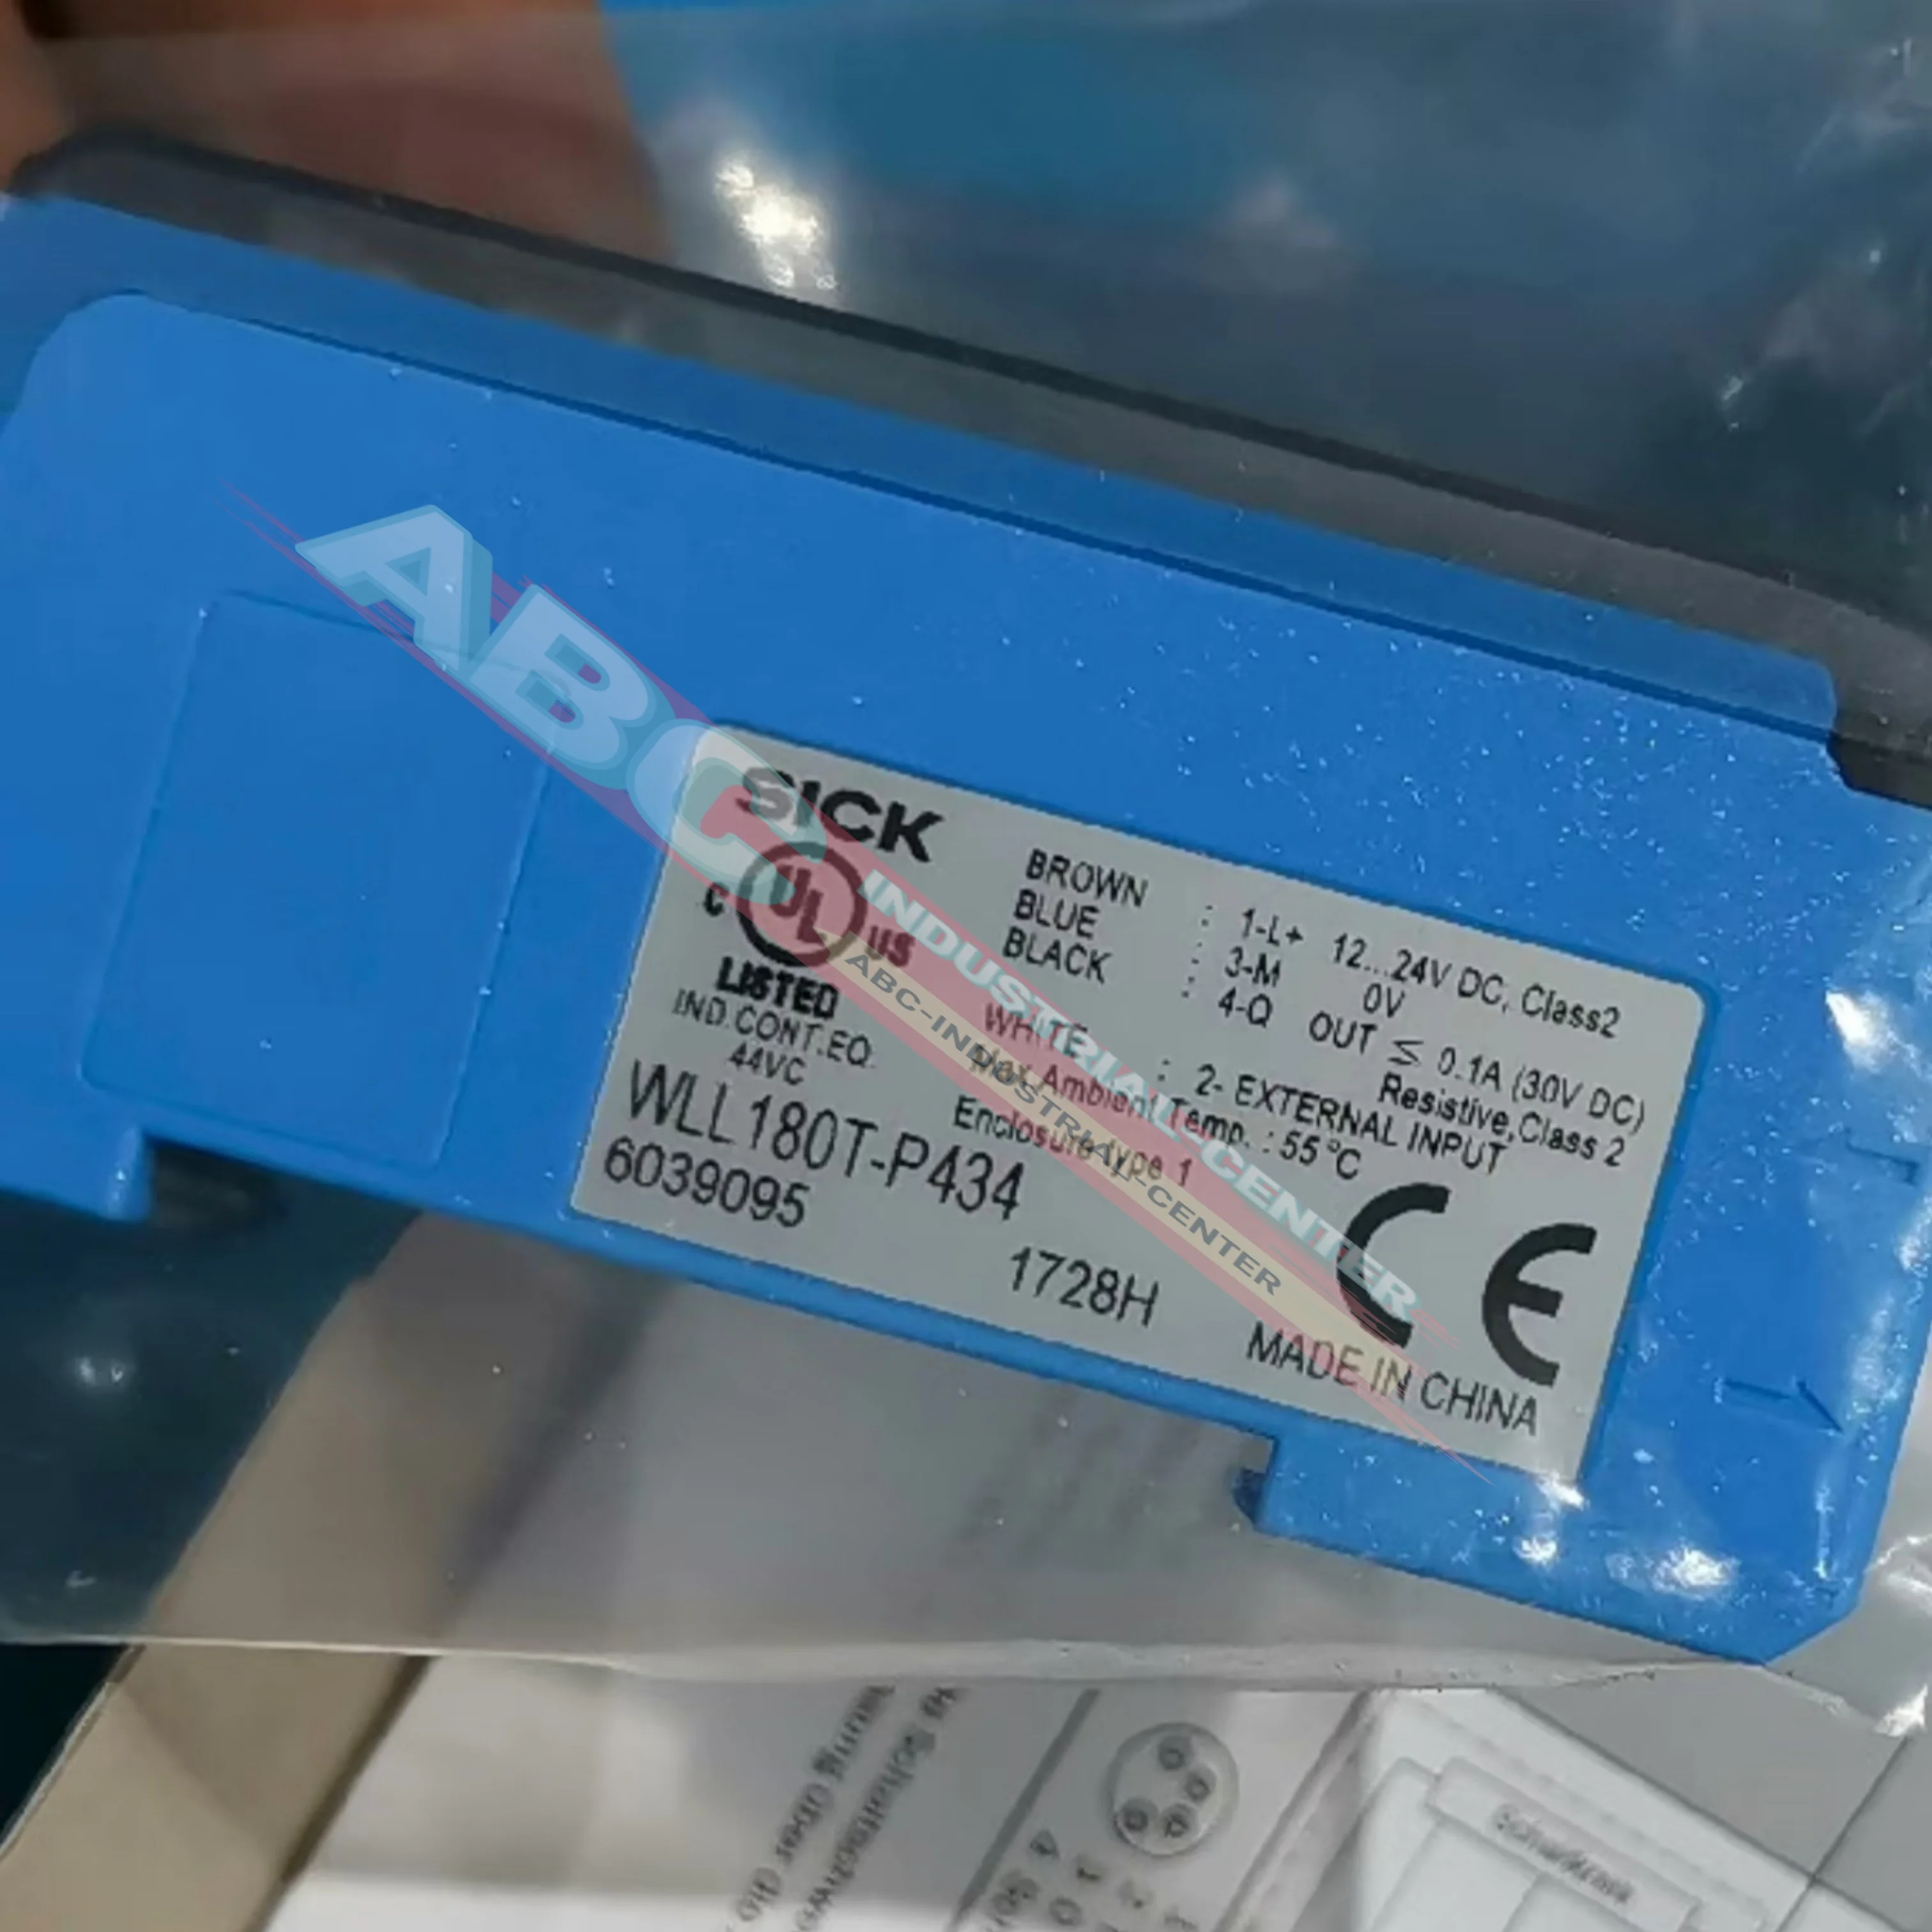 SICK
C UL US
LISTED
IND.CONT.EQ.
44VC
BROWN : 1-L+ 12...24V DC, Class2
BLUE : 3-M 0V
BLACK : 4-Q OUT ≤ 0.1A (30V DC)
Resistive,Class 2
WHITE : 2- EXTERNAL INPUT
Ambient Temp. : 55°C
Enclosure type 1
WLL180T-P434
6039095
1728H
CE
MADE IN CHINA
ABC
INDUSTRIAL-CENTER
ABC-INDUSTRIAL-CENTER